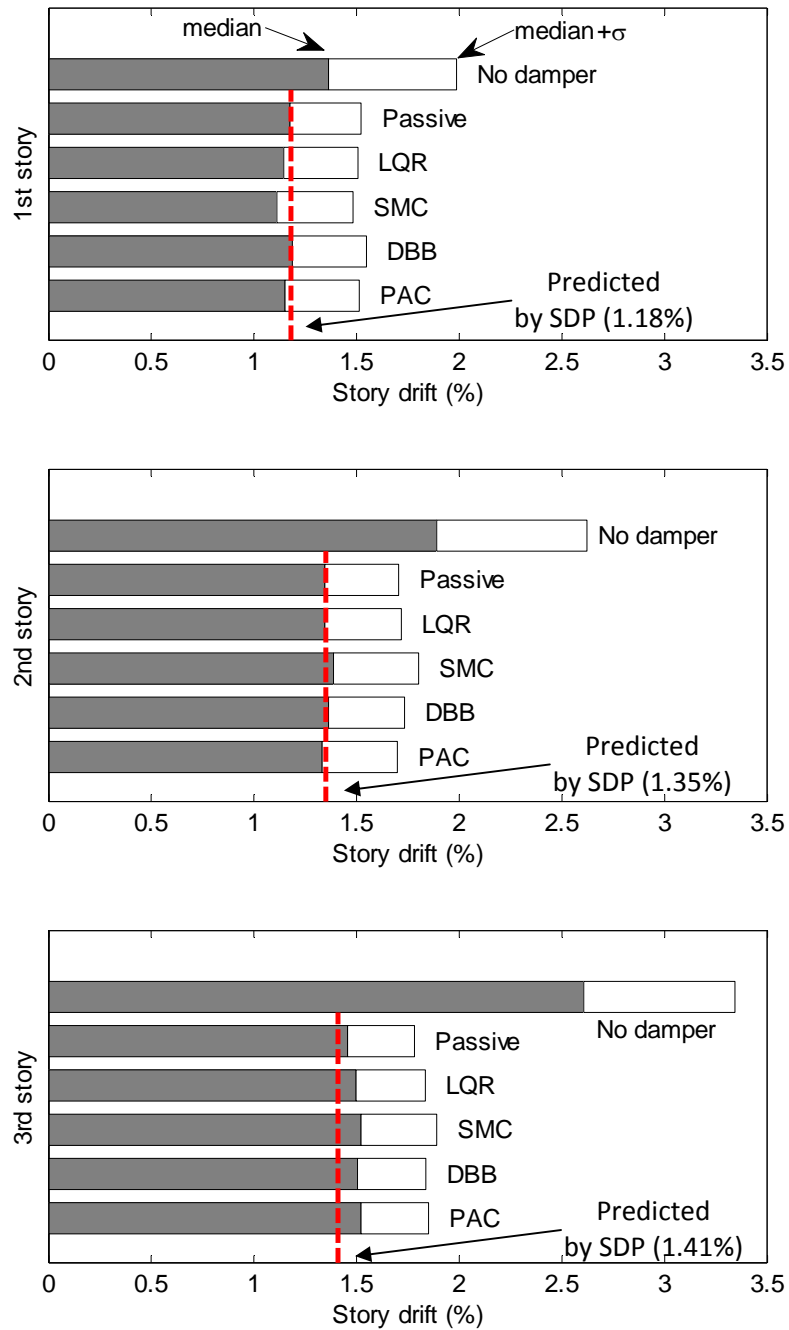 median
median+σ
No damper
Passive
LQR
SMC
DBB
PAC
Predicted
by SDP (1.18%)
1st story
0 0.5 1 1.5 2 2.5 3 3.5
Story drift (%)
No damper
Passive
LQR
SMC
DBB
PAC
Predicted
by SDP (1.35%)
2nd story
0 0.5 1 1.5 2 2.5 3 3.5
Story drift (%)
No damper
Passive
LQR
SMC
DBB
PAC
Predicted
by SDP (1.41%)
3rd story
0 0.5 1 1.5 2 2.5 3 3.5
Story drift (%)